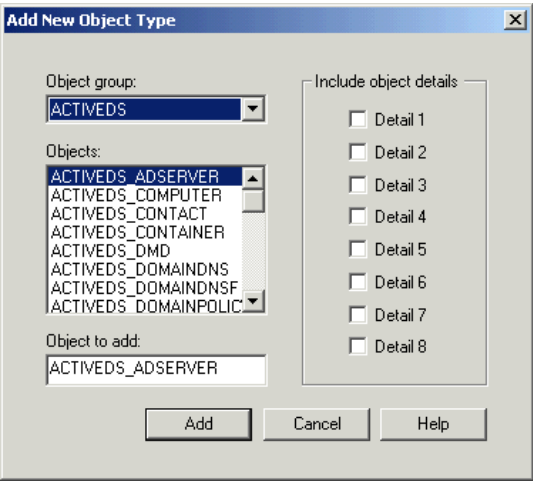 Add New Object Type
Object group:
ACTIVEDS
Objects:
ACTIVEDS_ADSERVER
ACTIVEDS_COMPUTER
ACTIVEDS_CONTACT
ACTIVEDS_CONTAINER
ACTIVEDS_DMD
ACTIVEDS_DOMAINDNS
ACTIVEDS_DOMAINDNSF
ACTIVEDS_DOMAINPOLIC
Object to add:
ACTIVEDS_ADSERVER
Include object details
Detail 1
Detail 2
Detail 3
Detail 4
Detail 5
Detail 6
Detail 7
Detail 8
Add Cancel Help